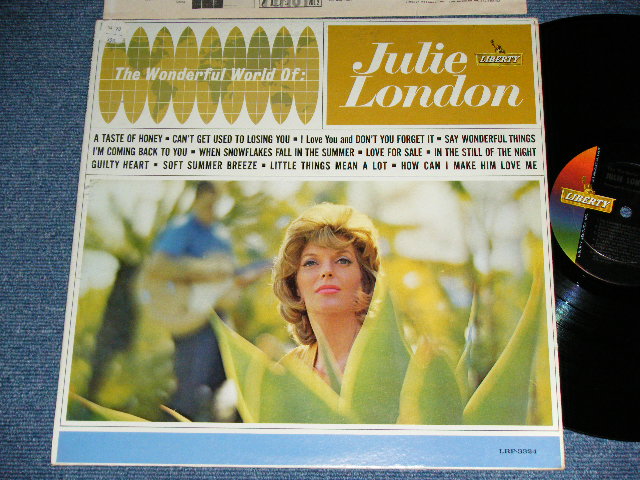 The Wonderful World Of:
Julie London
LIBERTY
A TASTE OF HONEY ▪ CAN'T GET USED TO LOSING YOU ▪ I Love You and DON'T YOU FORGET IT ▪ SAY WONDERFUL THINGS
I'M COMING BACK TO YOU ▪ WHEN SNOWFLAKES FALL IN THE SUMMER ▪ LOVE FOR SALE ▪ IN THE STILL OF THE NIGHT
GUILTY HEART ▪ SOFT SUMMER BREEZE ▪ LITTLE THINGS MEAN A LOT ▪ HOW CAN I MAKE HIM LOVE ME
LIBERTY
LRP-3324